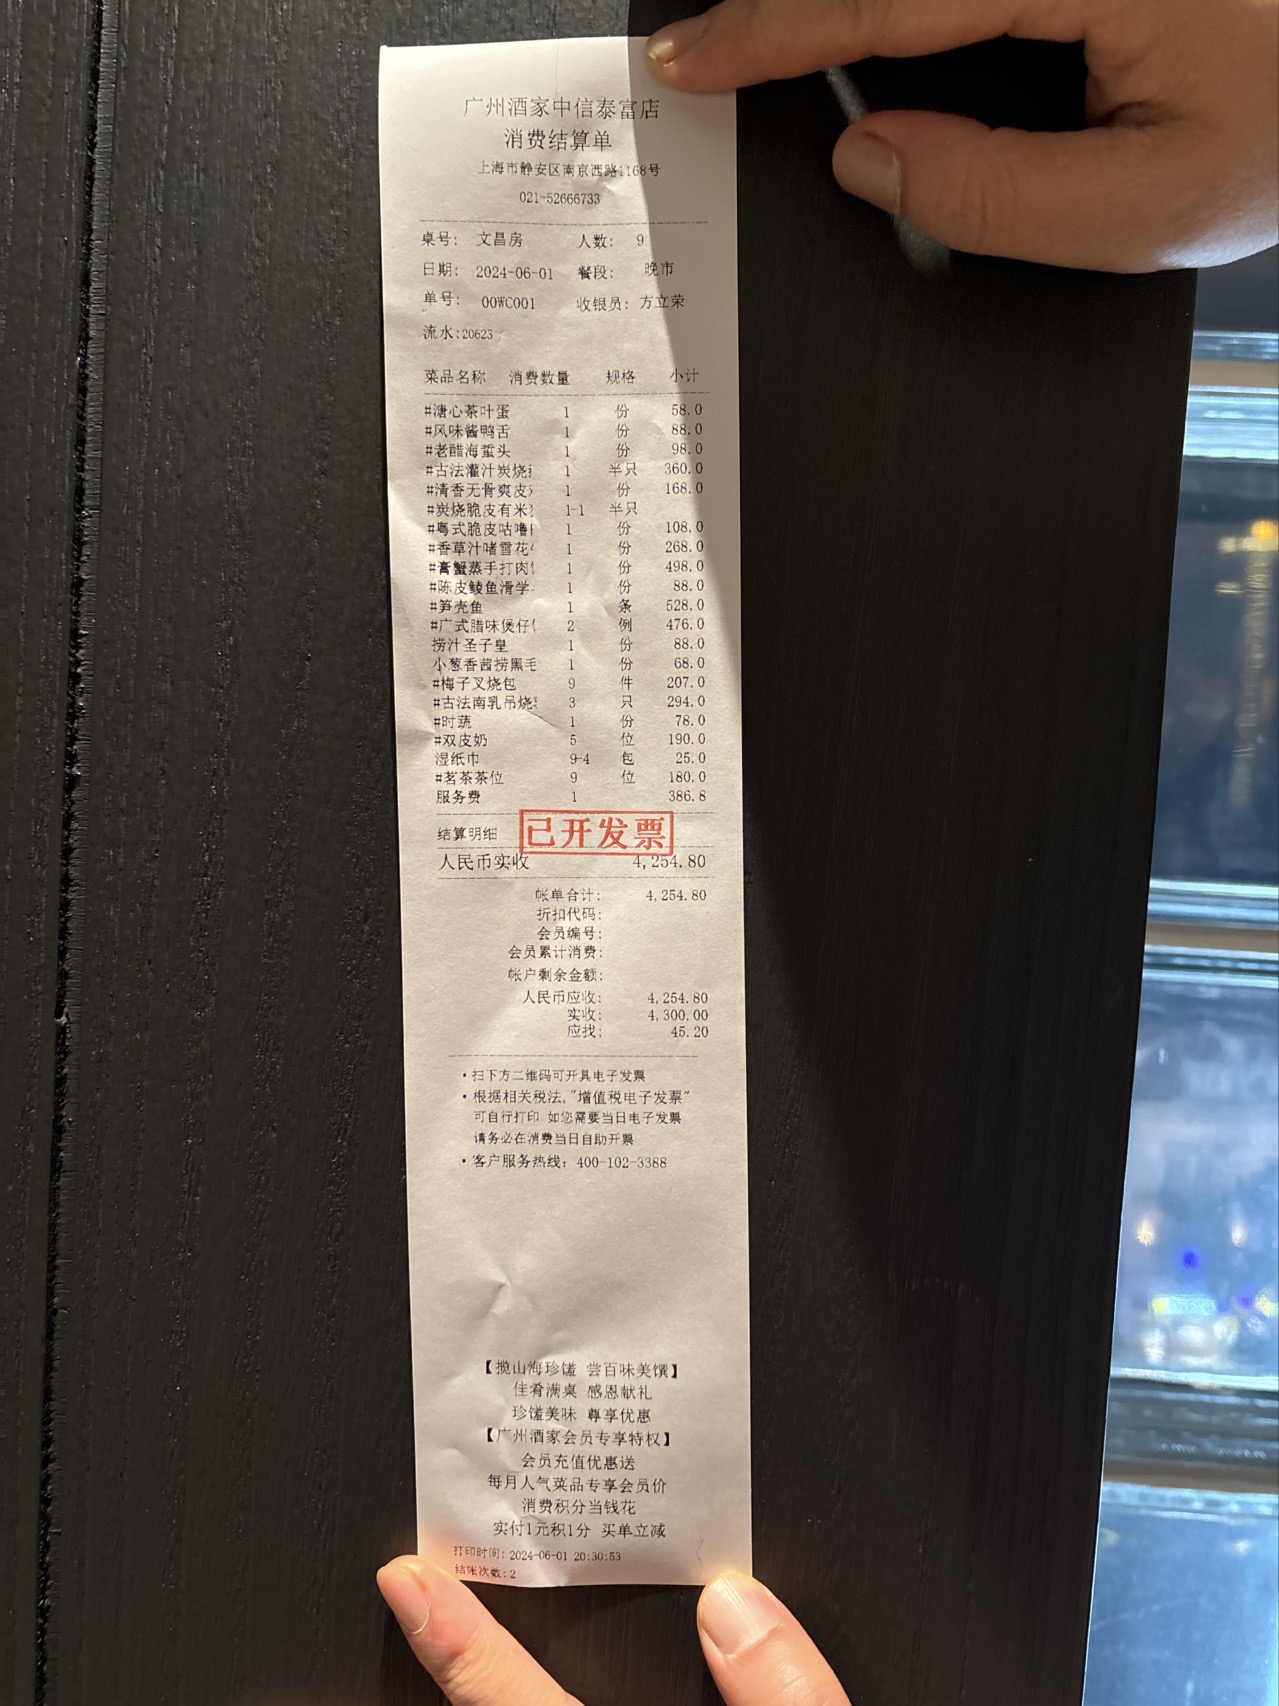 广州酒家中信泰富店
消费结算单
上海市静安区南京西路1168号
021-52666733
桌号: 文昌房 人数: 9
日期: 2024-06-01 餐段: 晚市
单号: 00WC001 收银员: 方立荣
流水:20623
菜品名称 消费数量 规格 小计
#溏心茶叶蛋 1 份 58.0
#风味酱鸭舌 1 份 88.0
#老醋海蜇头 1 份 98.0
#古法灌汁炭烧 1 半只 360.0
#清香无骨爽皮 1 份 168.0
#炭烧脆皮有米 1-1 半只
#粤式脆皮咕噜 1 份 108.0
#香草汁啫雪花 1 份 268.0
#膏蟹蒸手打肉 1 份 498.0
#陈皮鲮鱼滑学 1 份 88.0
#笋壳鱼 1 条 528.0
#广式腊味煲仔 2 例 476.0
捞汁圣子皇 1 份 88.0
小葱香茜捞黑毛 1 份 68.0
#梅子叉烧包 9 件 207.0
#古法南乳吊烧 3 只 294.0
#时蔬 1 份 78.0
#双皮奶 5 位 190.0
湿纸巾 9-4 包 25.0
#茗茶茶位 9 位 180.0
服务费 1 386.8
结算明细 已开发票
人民币实收 4,254.80
帐单合计: 4,254.80
折扣代码:
会员编号:
会员累计消费:
帐户剩余金额:
人民币应收: 4,254.80
实收: 4,300.00
应找: 45.20
·扫下方二维码可开具电子发票
·根据相关税法,"增值税电子发票"
可自行打印 如您需要当日电子发票
请务必在消费当日自助开票
·客户服务热线: 400-102-3388
【揽山海珍馐 尝百味美馔】
佳肴满桌 感恩献礼
珍馐美味 尊享优惠
【广州酒家会员专享特权】
会员充值优惠送
每月人气菜品专享会员价
消费积分当钱花
实付1元积1分 买单立减
打印时间: 2024-06-01 20:30:53
结帐次数: 2